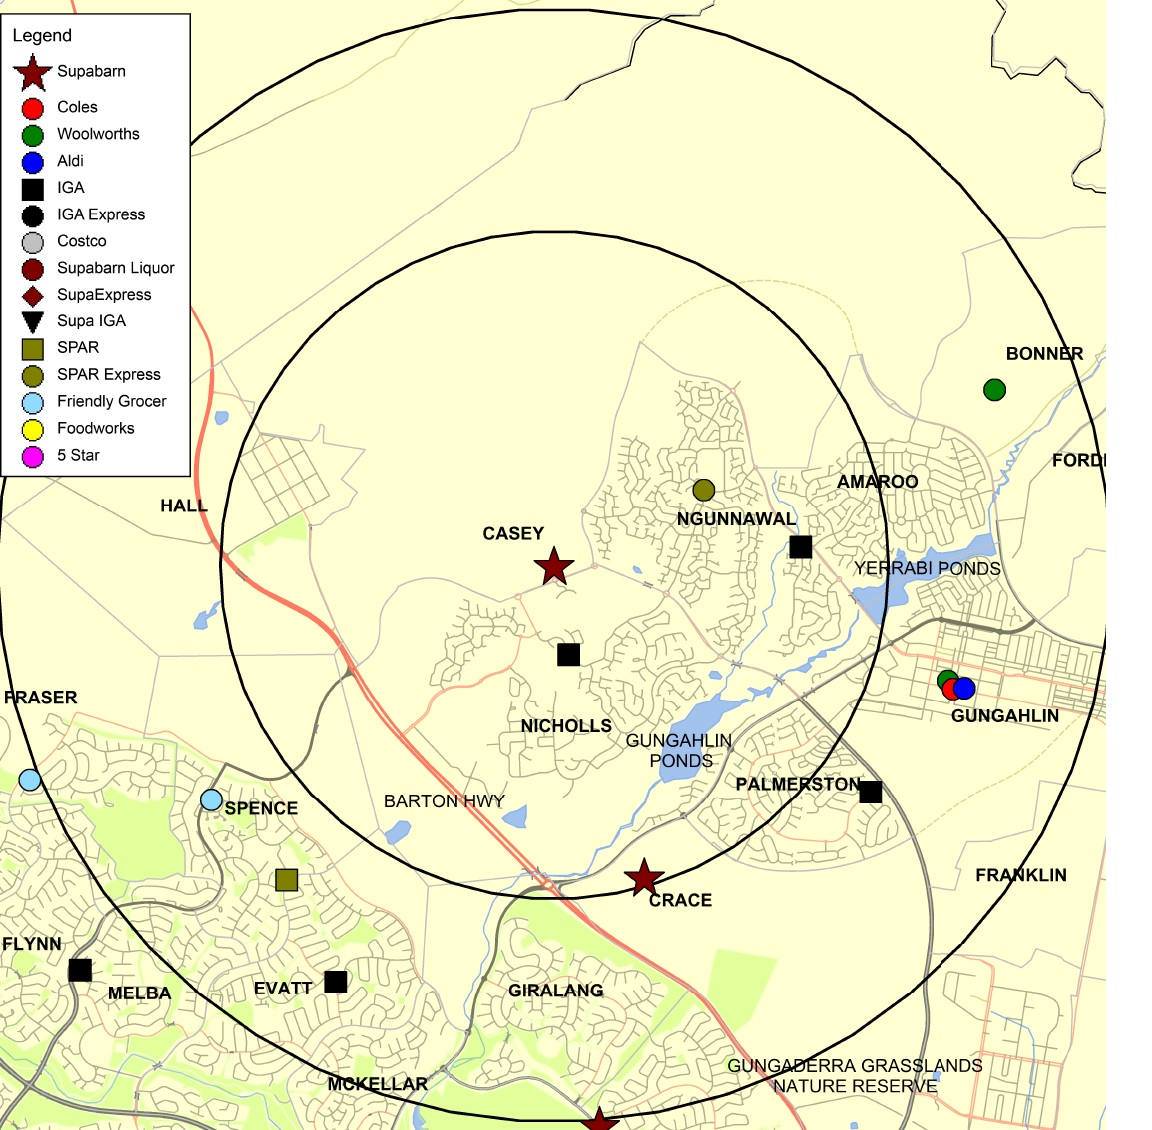 Legend
Supabarn
Coles
Woolworths
Aldi
IGA
IGA Express
Costco
Supabarn Liquor
SupaExpress
Supa IGA
SPAR
SPAR Express
Friendly Grocer
Foodworks
5 Star
BONNER
FORD
AMAROO
HALL
NGUNNAWAL
CASEY
YERRABI PONDS
FRASER
GUNGAHLIN
NICHOLLS
GUNGAHLIN
PONDS
PALMERSTON
BARTON HWY
SPENCE
FRANKLIN
CRACE
FLYNN
EVATT
MELBA
GIRALANG
GUNGADERRA GRASSLANDS
NATURE RESERVE
MCKELLAR